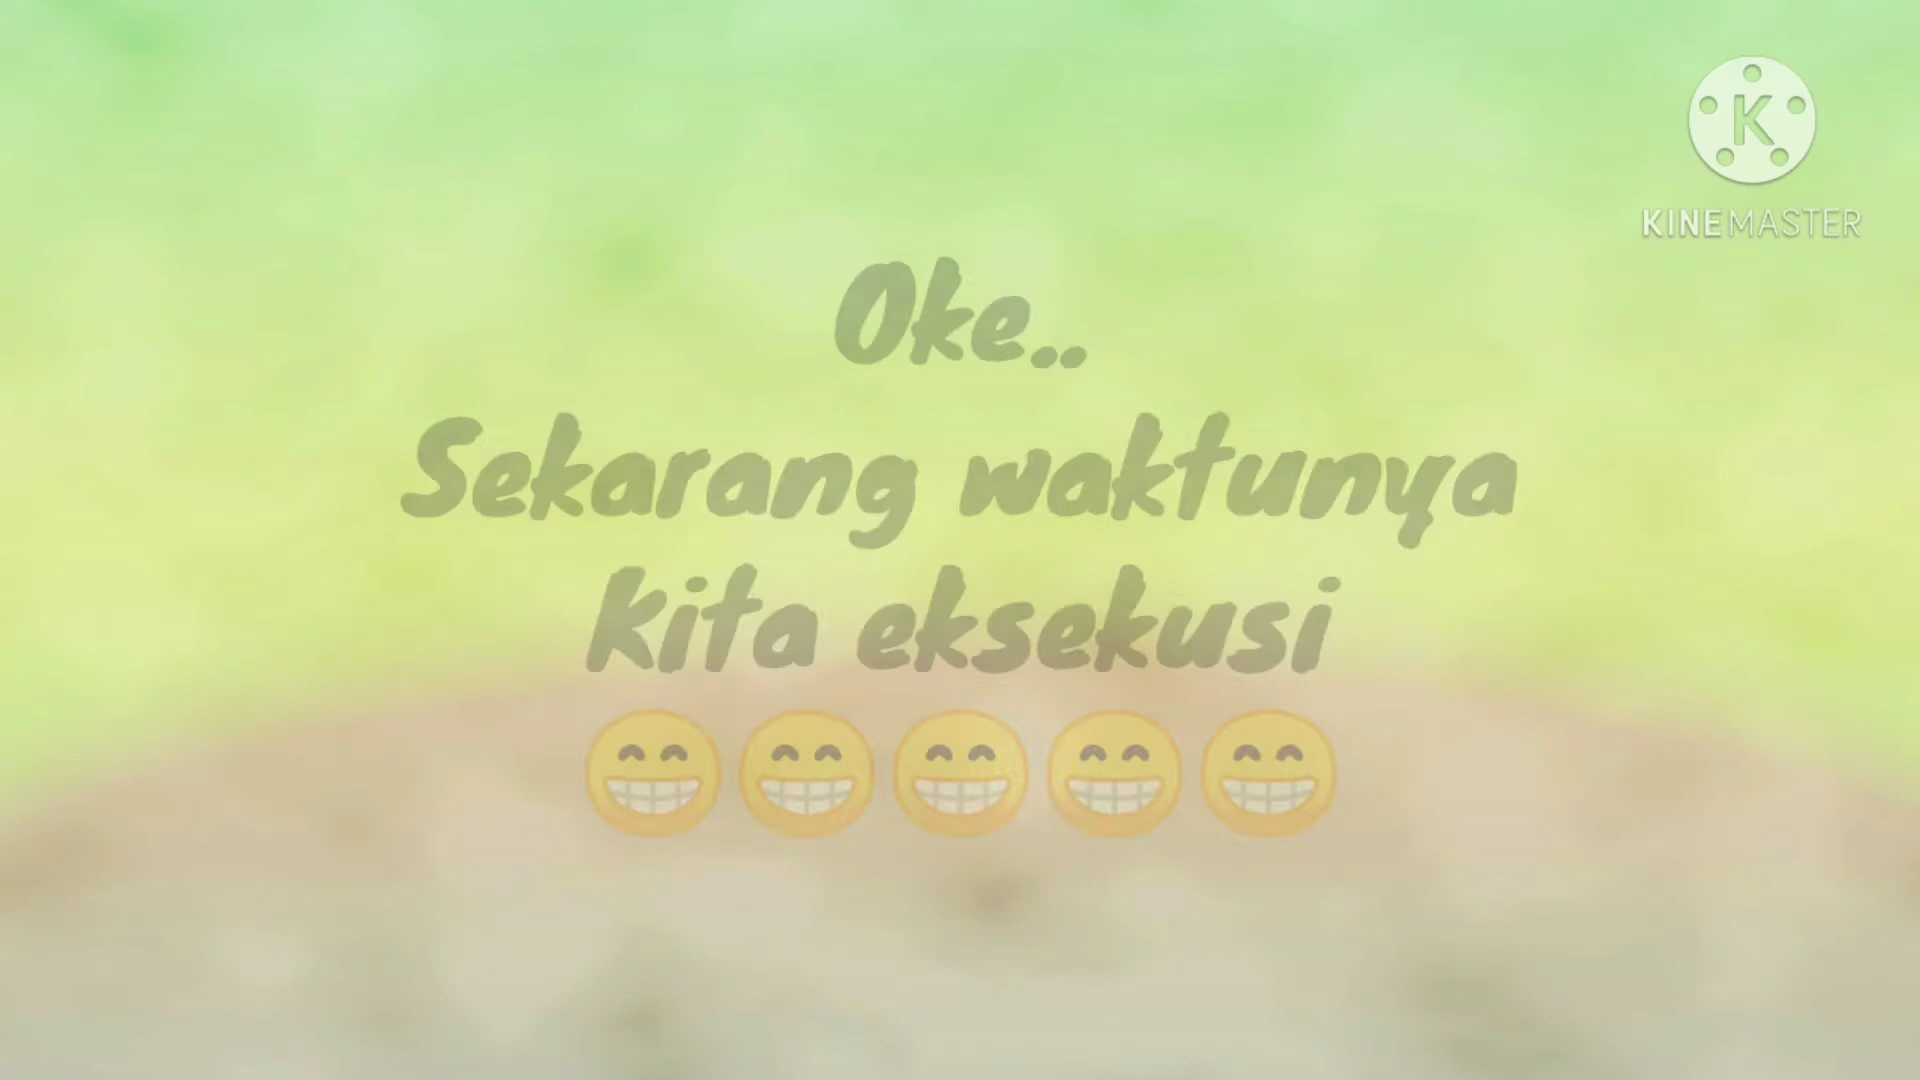 KINEMASTER
Oke..
Sekarang waktunya
Kita eksekusi
😁😁😁😁😁